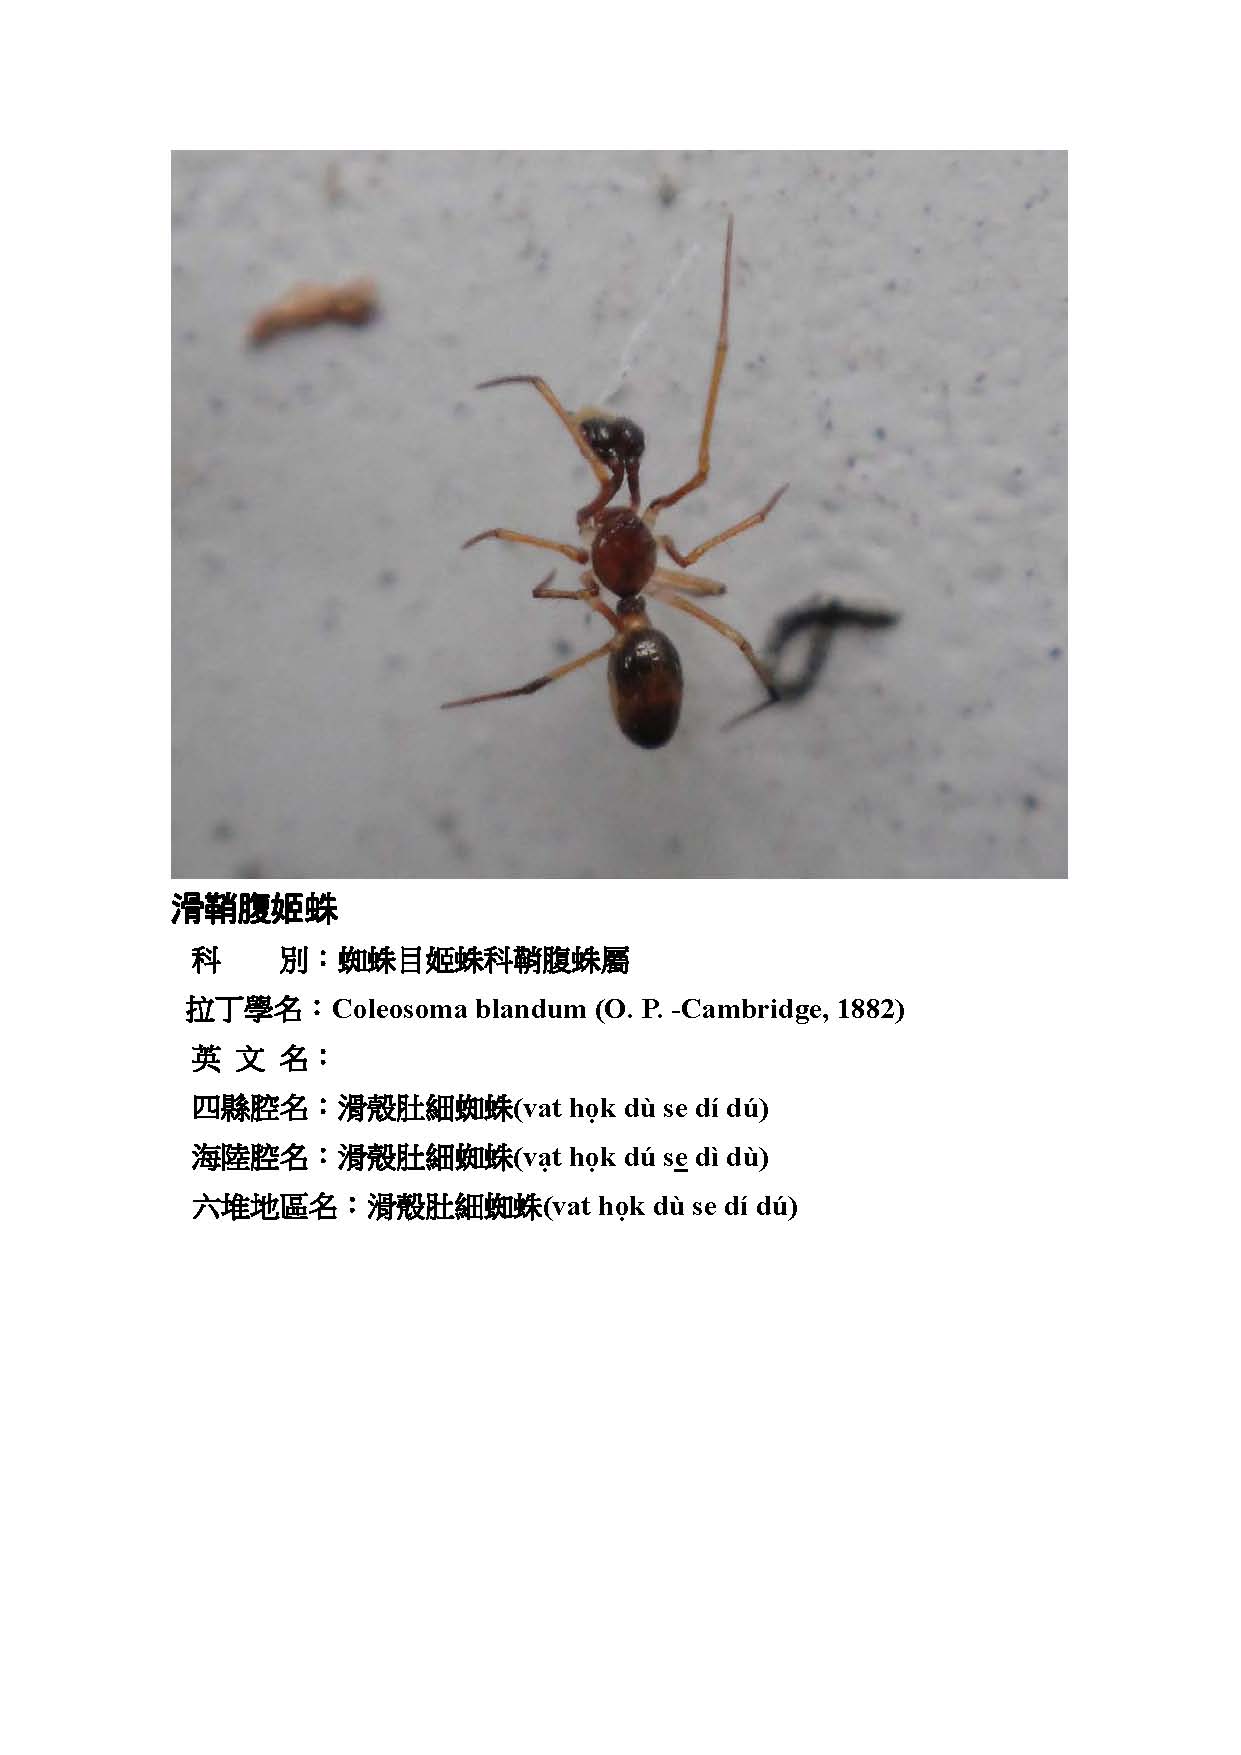 滑鞘腹姬蛛
科　　別：蜘蛛目姬蛛科鞘腹蛛屬
拉丁學名：Coleosoma blandum (O. P. -Cambridge, 1882)
英 文 名：
四縣腔名：滑殼肚細蜘蛛(vat họk dù se dí dú)
海陸腔名：滑殼肚細蜘蛛(vạt họk dú se̲ dì dù)
六堆地區名：滑殼肚細蜘蛛(vat họk dù se dí dú)